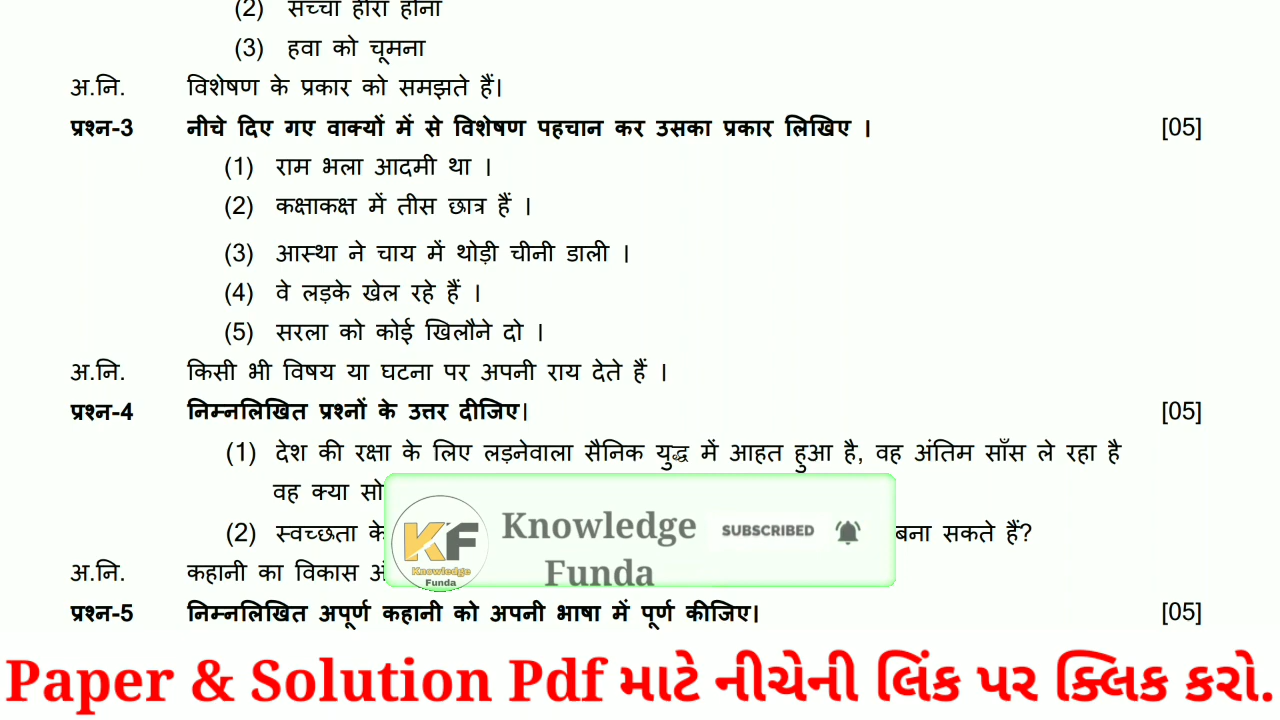 (2) सच्चा हीरा होना
(3) हवा को चूमना
अ.नि. विशेषण के प्रकार को समझते हैं।
प्रश्न-3 नीचे दिए गए वाक्यों में से विशेषण पहचान कर उसका प्रकार लिखिए । [05]
(1) राम भला आदमी था ।
(2) कक्षाकक्ष में तीस छात्र हैं ।
(3) आस्था ने चाय में थोड़ी चीनी डाली ।
(4) वे लड़के खेल रहे हैं ।
(5) सरला को कोई खिलौने दो ।
अ.नि. किसी भी विषय या घटना पर अपनी राय देते हैं ।
प्रश्न-4 निम्नलिखित प्रश्नों के उत्तर दीजिए। [05]
(1) देश की रक्षा के लिए लड़नेवाला सैनिक युद्ध में आहत हुआ है, वह अंतिम साँस ले रहा है
वह क्या
(2) स्वच्छता के बना सकते हैं?
अ.नि. कहानी का विकास
प्रश्न-5 निम्नलिखित अपूर्ण कहानी को अपनी भाषा में पूर्ण कीजिए। [05]
KF
Knowledge
Funda
Knowledge
Funda
SUBSCRIBED
Paper & Solution Pdf માટે નીચેની લિંક પર ક્લિક કરો.